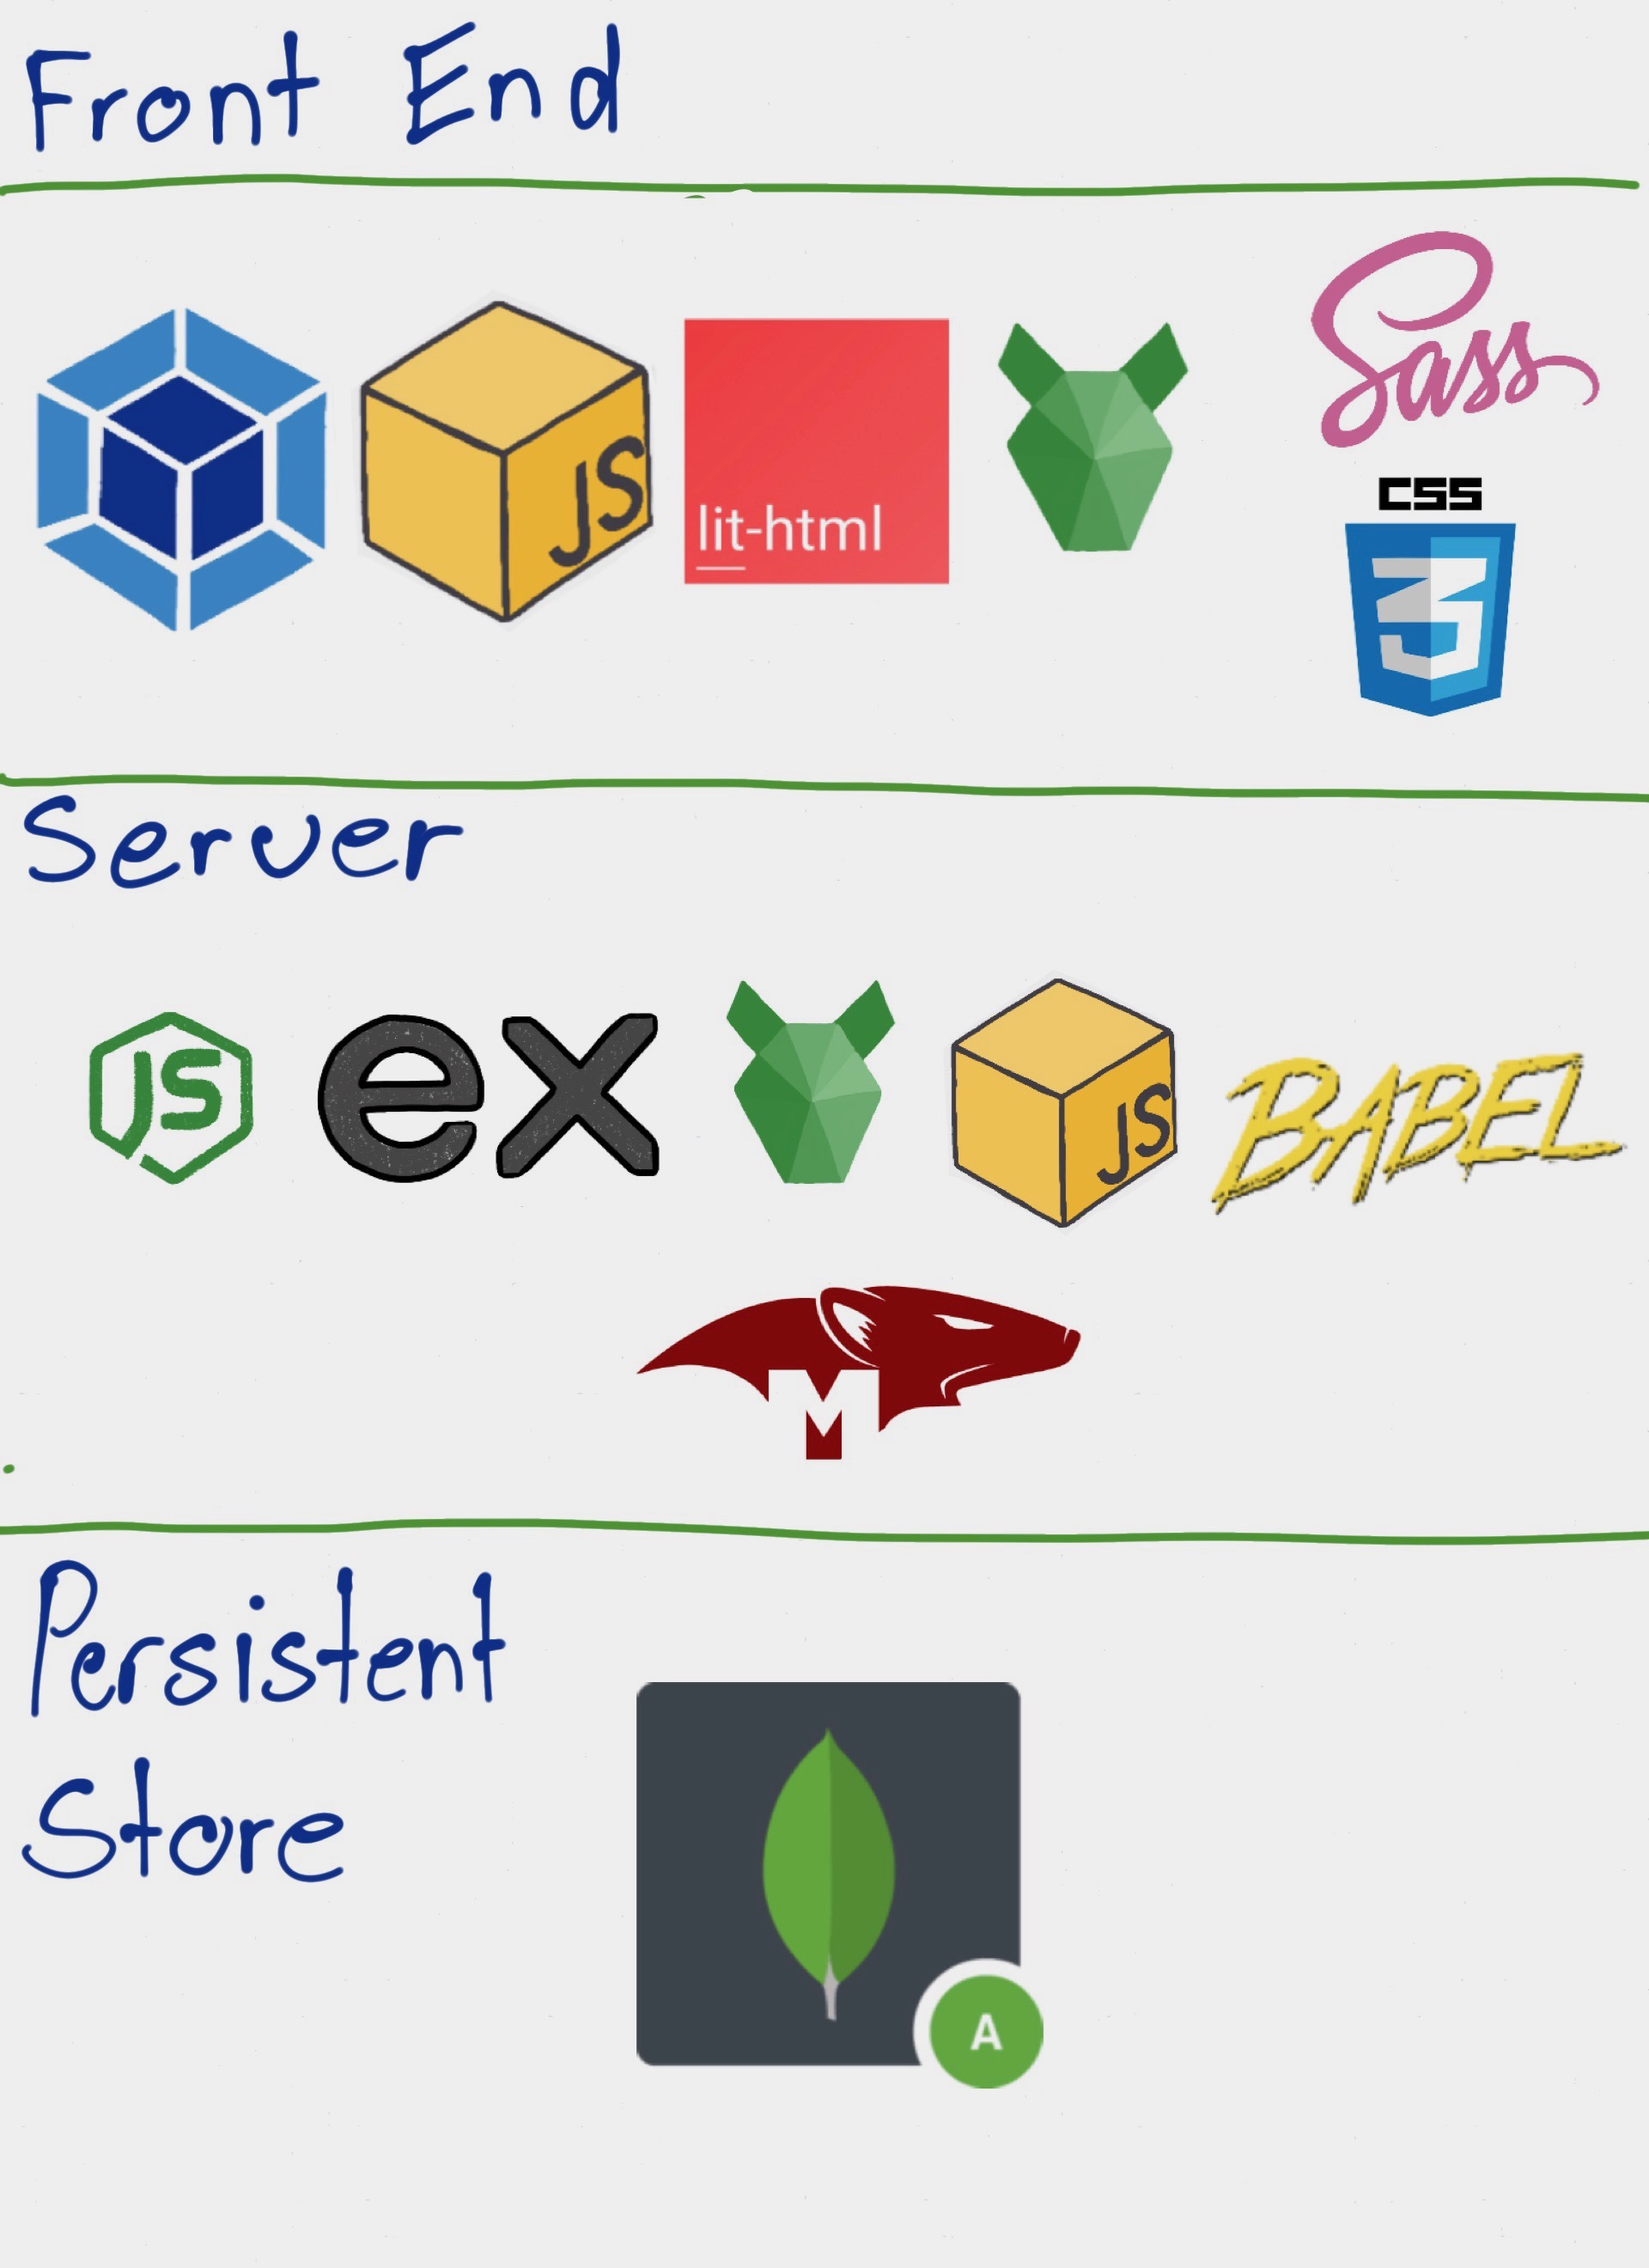 Front End
Sass
JS
lit-html
CSS
3
Server
JS
ex
JS
BABEL
M
Persistent
Store
A